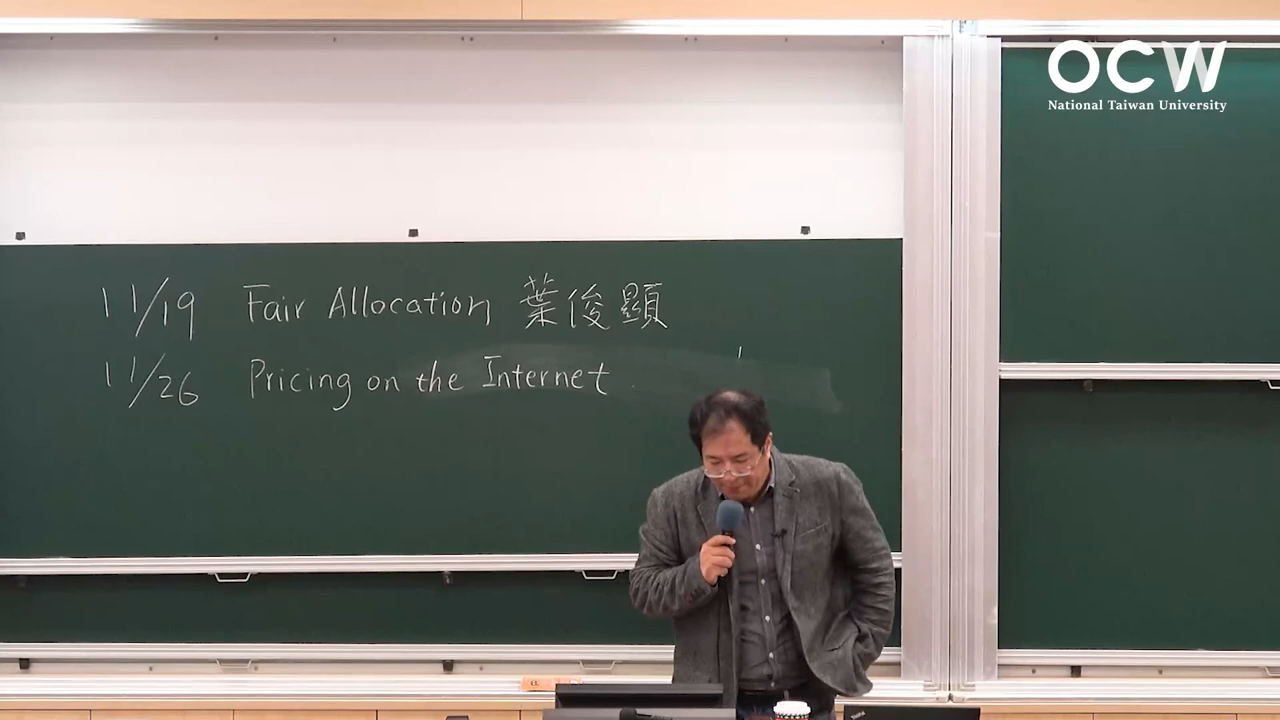 OCW
National Taiwan University
11/19 Fair Allocation 葉俊顯
11/26 Pricing on the Internet